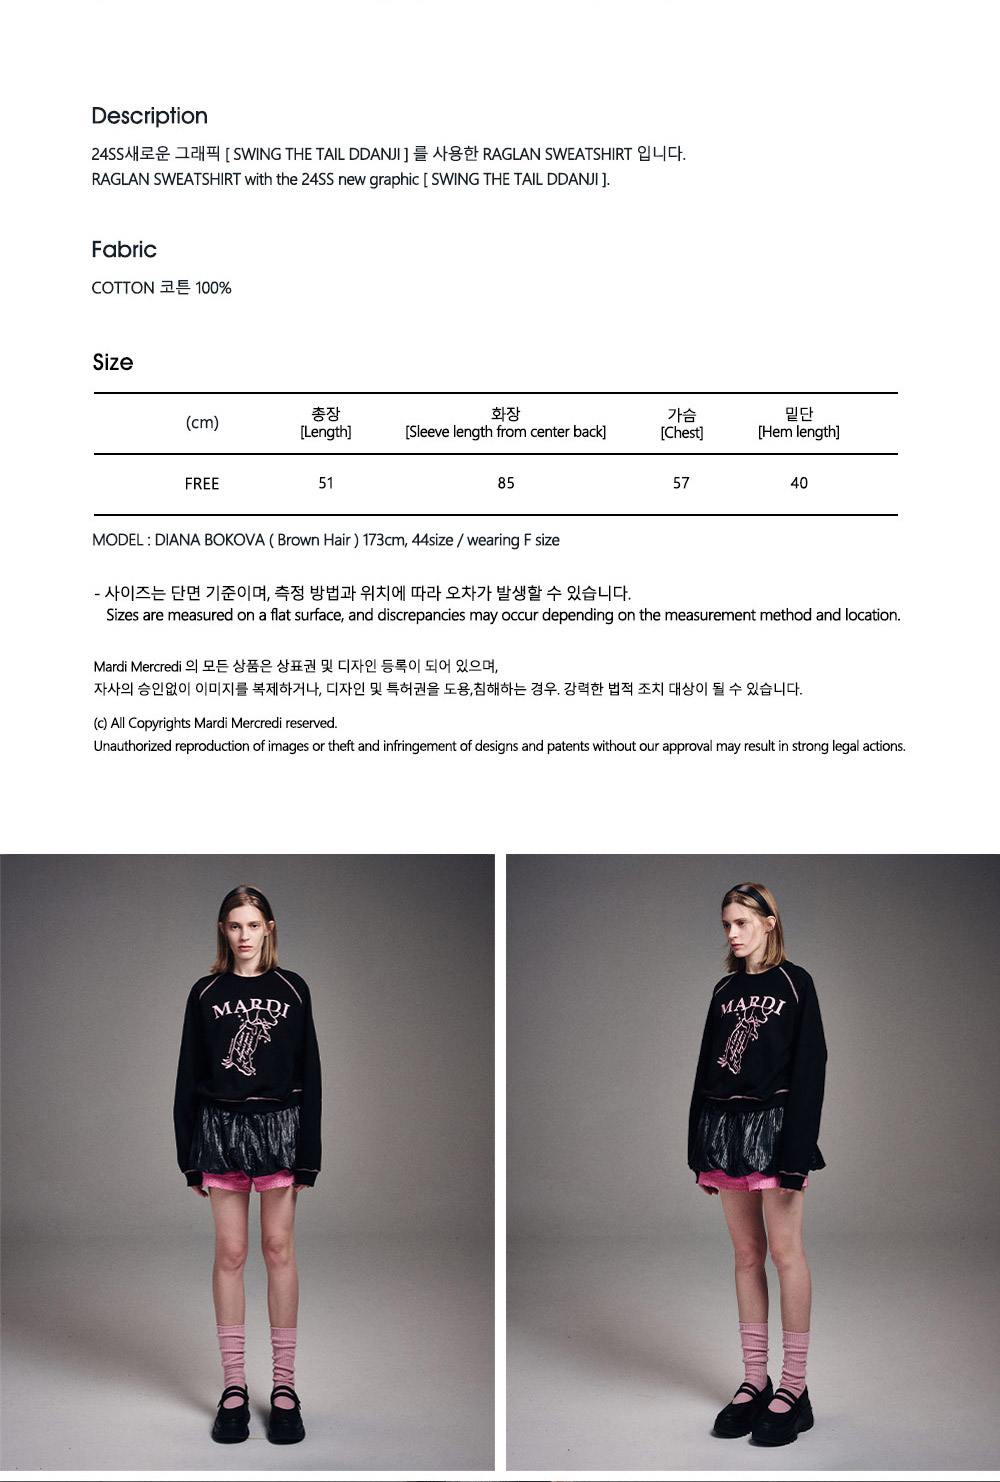 Description
24SS새로운 그래픽 [ SWING THE TAIL DDANJI ] 를 사용한 RAGLAN SWEATSHIRT 입니다.
RAGLAN SWEATSHIRT with the 24SS new graphic [ SWING THE TAIL DDANJI ].
Fabric
COTTON 코튼 100%
Size
(cm) 총장 [Length] 화장 [Sleeve length from center back] 가슴 [Chest] 밑단 [Hem length]
FREE 51 85 57 40
MODEL : DIANA BOKOVA ( Brown Hair ) 173cm, 44size / wearing F size
- 사이즈는 단면 기준이며, 측정 방법과 위치에 따라 오차가 발생할 수 있습니다.
Sizes are measured on a flat surface, and discrepancies may occur depending on the measurement method and location.
Mardi Mercredi 의 모든 상품은 상표권 및 디자인 등록이 되어 있으며,
자사의 승인없이 이미지를 복제하거나, 디자인 및 특허권을 도용,침해하는 경우. 강력한 법적 조치 대상이 될 수 있습니다.
(c) All Copyrights Mardi Mercredi reserved.
Unauthorized reproduction of images or theft and infringement of designs and patents without our approval may result in strong legal actions.
MARDI
MARDI